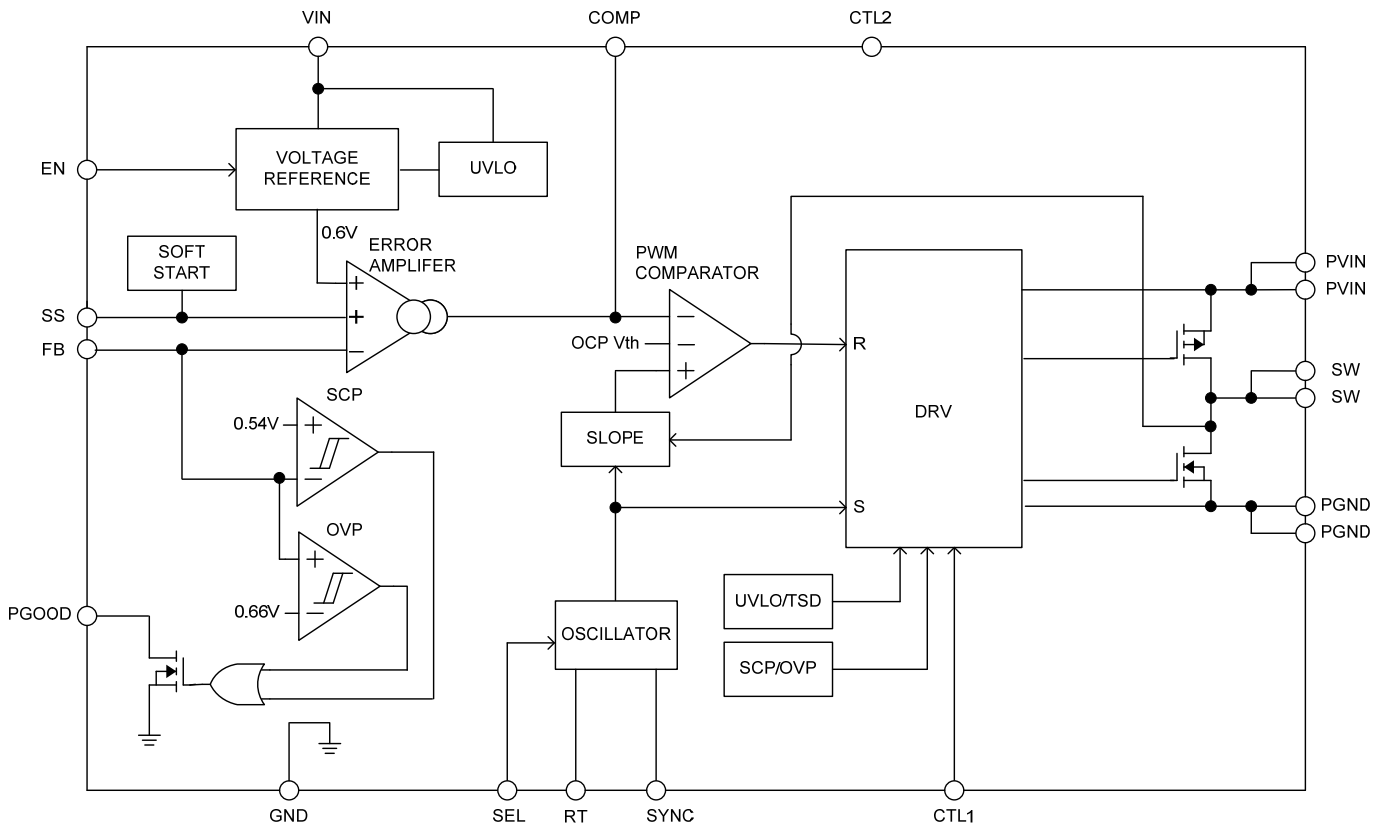 VIN
COMP
CTL2
EN
VOLTAGE
REFERENCE
UVLO
0.6V
ERROR
AMPLIFER
SOFT
START
PWM
COMPARATOR
PVIN
PVIN
SS
FB
+
+
−
−
−
+
OCP Vth
R
DRV
SW
SW
SCP
0.54V
+
−
SLOPE
S
PGND
PGND
OVP
+
0.66V
−
PGOOD
OSCILLATOR
UVLO/TSD
SCP/OVP
GND
SEL
RT
SYNC
CTL1